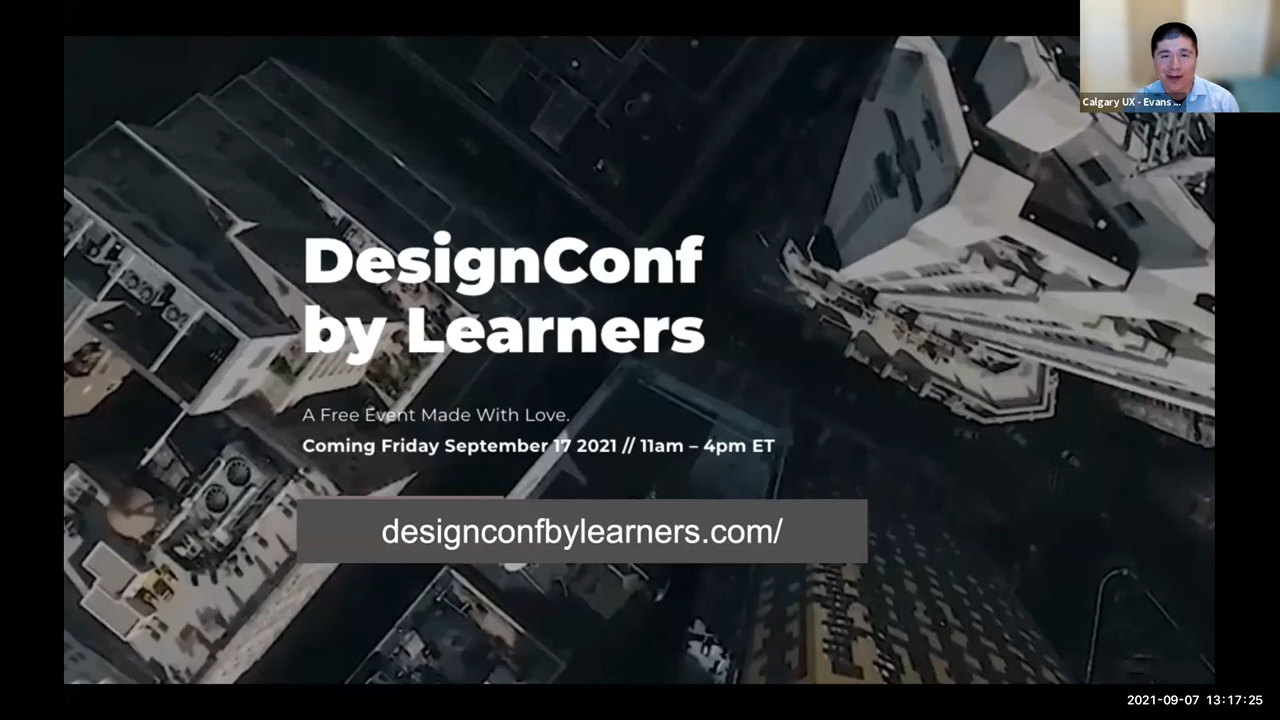 Calgary UX - Evans ...
DesignConf
by Learners
A Free Event Made With Love.
Coming Friday September 17 2021 // 11am – 4pm ET
designconfbylearners.com/
2021-09-07 13:17:25